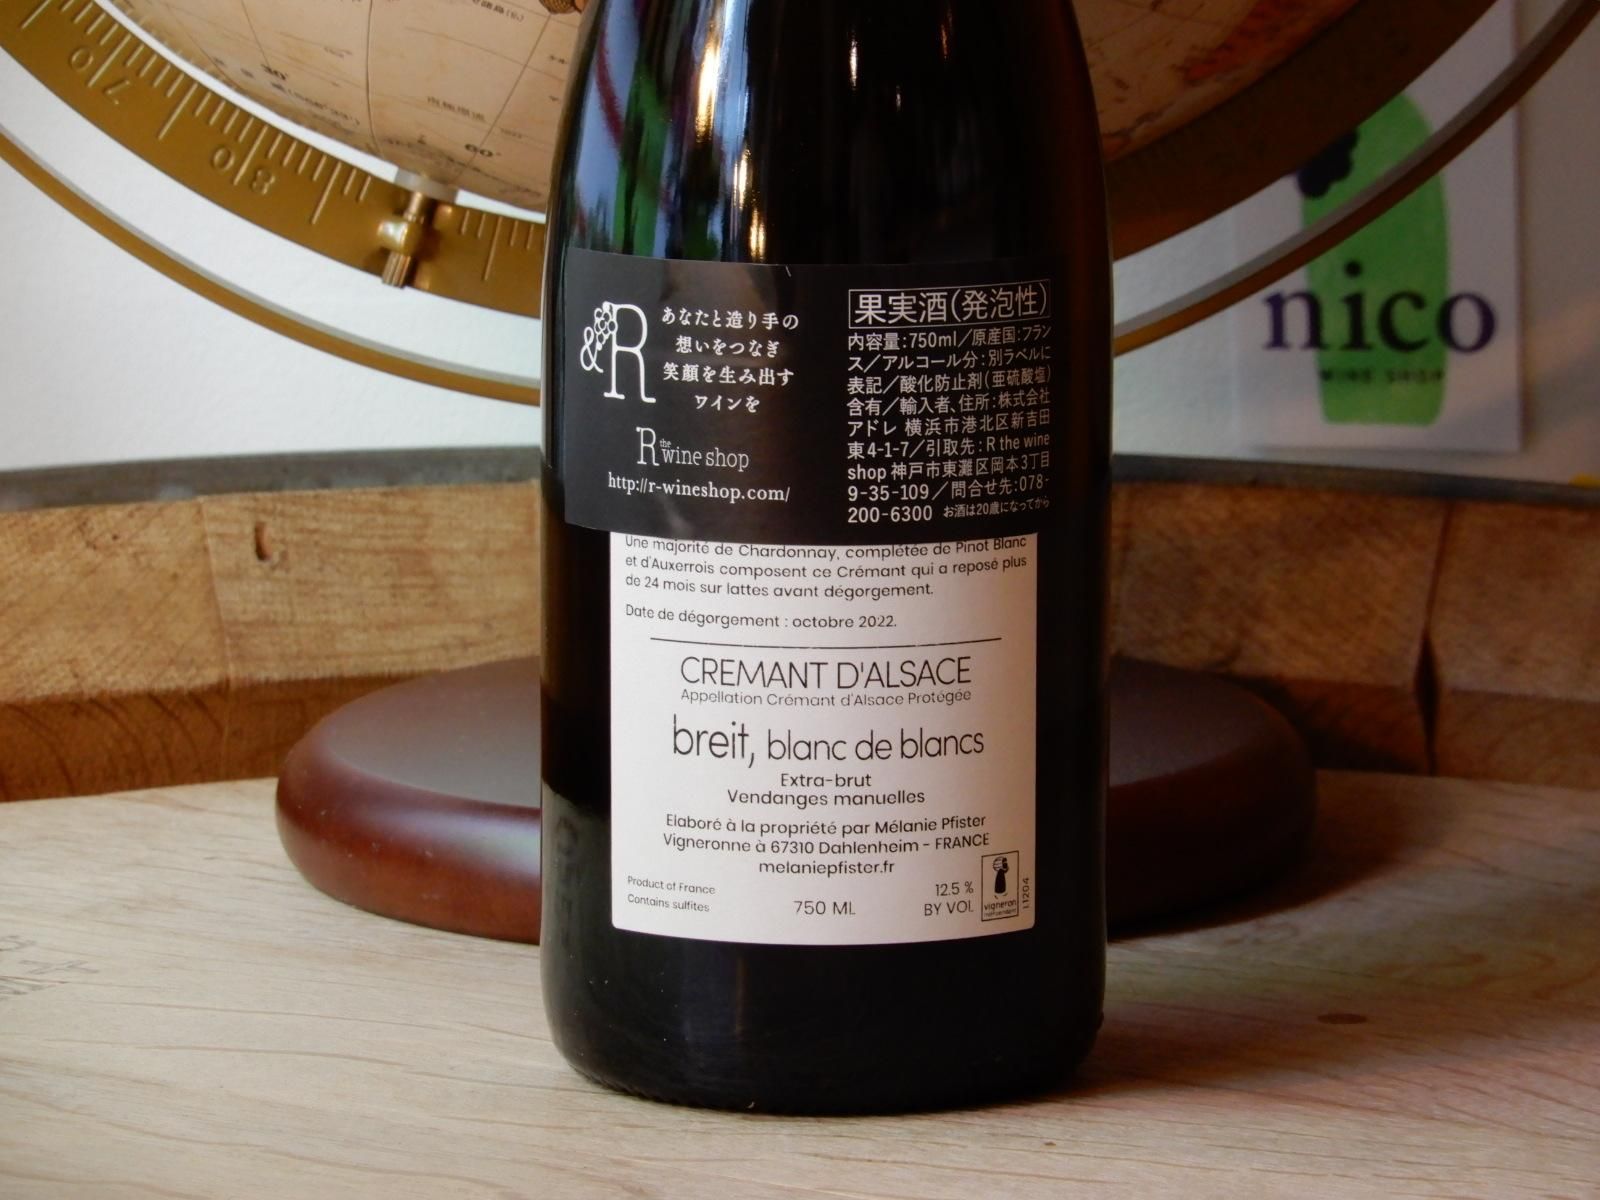 70
80
30°
60°
nico
WINE SHOP
&R
あなたと造り手の
想いをつなぎ
笑顔を生み出す
ワインを
R the wine shop
http://r-wineshop.com/
果実酒(発泡性)
内容量:750ml/原産国:フラン
ス/アルコール分:別ラベルに
表記/酸化防止剤(亜硫酸塩)
含有/輸入者、住所:株式会社
アドレ 横浜市港北区新吉田
東4-1-7/引取先:R the wine
shop 神戸市東灘区岡本3丁目
9-35-109/問合せ先:078-
200-6300 お酒は20歳になってから
Une majorité de Chardonnay, complétée de Pinot Blanc
et d'Auxerrois composent ce Crémant qui a reposé plus
de 24 mois sur lattes avant dégorgement.
Date de dégorgement : octobre 2022.
CREMANT D'ALSACE
Appellation Crémant d'Alsace Protégée
breit, blanc de blancs
Extra-brut
Vendanges manuelles
Elaboré à la propriété par Mélanie Pfister
Vigneronne à 67310 Dahlenheim - FRANCE
melaniepfister.fr
Product of France
Contains sulfites
750 ML
12.5 %
BY VOL
vigneron
indépendant
L1204